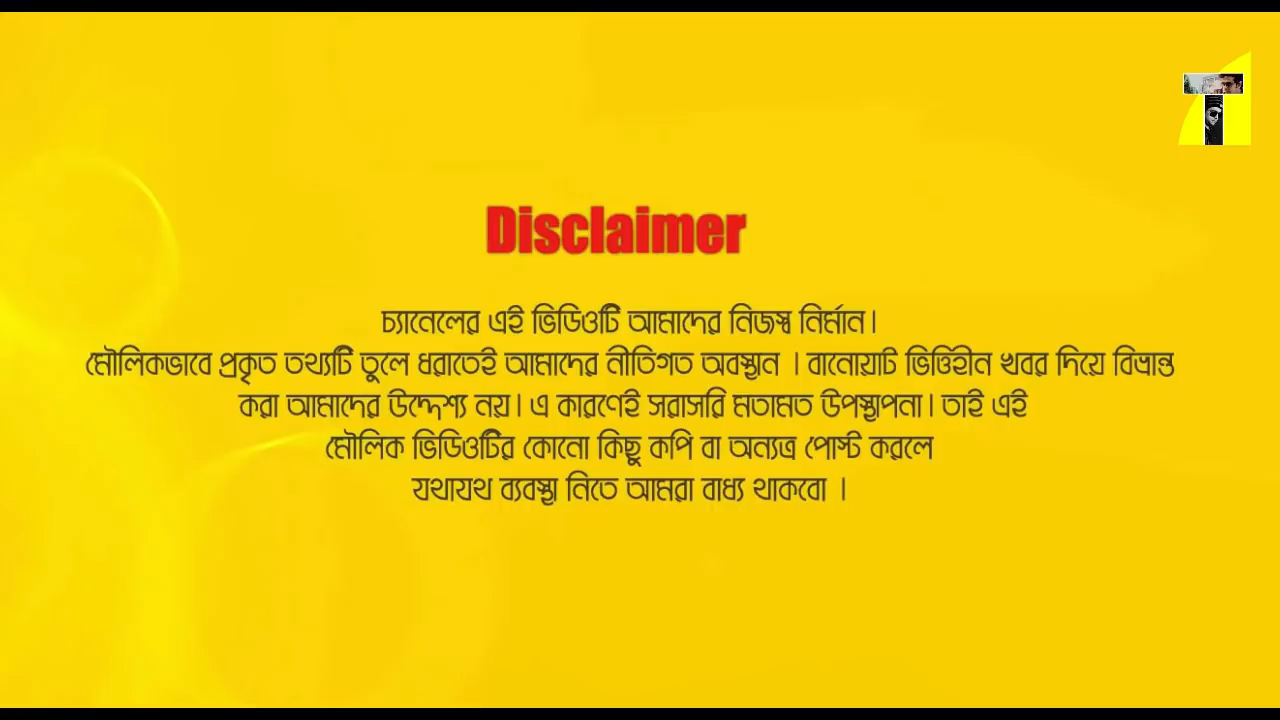 Disclaimer
চ্যানেলের এই ভিডিওটি আমাদের নিজস্ব নির্মান।
মৌলিকভাবে প্রকৃত তথ্যটি তুলে ধরাতেই আমাদের নীতিগত অবস্থান । বানোয়াট ভিত্তিহীন খবর দিয়ে বিভ্রান্ত
করা আমাদের উদ্দেশ্য নয়। এ কারণেই সরাসরি মতামত উপস্থাপনা। তাই এই
মৌলিক ভিডিওটির কোনো কিছু কপি বা অন্যত্র পোস্ট করলে
যথাযথ ব্যবস্থা নিতে আমরা বাধ্য থাকবো ।